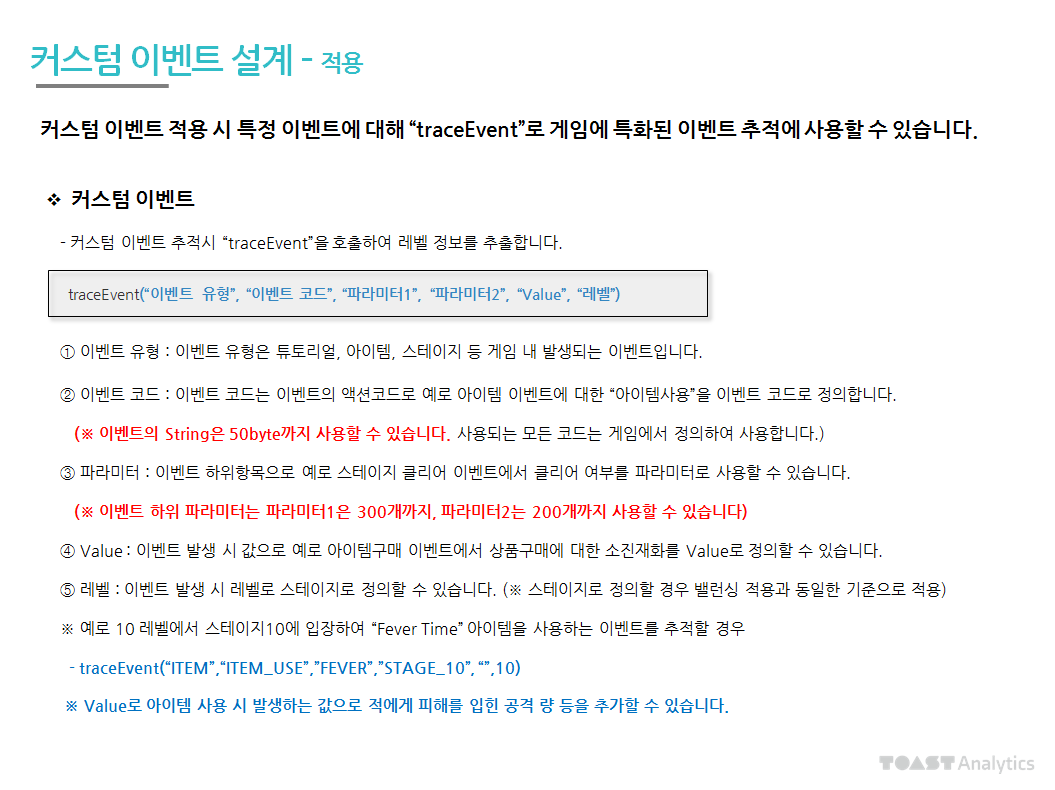 커스텀 이벤트 설계 - 적용
커스텀 이벤트 적용 시 특정 이벤트에 대해 “traceEvent”로 게임에 특화된 이벤트 추적에 사용할 수 있습니다.
❖ 커스텀 이벤트
- 커스텀 이벤트 추적시 “traceEvent”을 호출하여 레벨 정보를 추출합니다.
traceEvent(“이벤트 유형”, “이벤트 코드”, “파라미터1”, “파라미터2”, “Value”, “레벨”)
① 이벤트 유형 : 이벤트 유형은 튜토리얼, 아이템, 스테이지 등 게임 내 발생되는 이벤트입니다.
② 이벤트 코드 : 이벤트 코드는 이벤트의 액션코드로 예로 아이템 이벤트에 대한 “아이템사용”을 이벤트 코드로 정의합니다.
(※ 이벤트의 String은 50byte까지 사용할 수 있습니다. 사용되는 모든 코드는 게임에서 정의하여 사용합니다.)
③ 파라미터 : 이벤트 하위항목으로 예로 스테이지 클리어 이벤트에서 클리어 여부를 파라미터로 사용할 수 있습니다.
(※ 이벤트 하위 파라미터는 파라미터1은 300개까지, 파라미터2는 200개까지 사용할 수 있습니다)
④ Value : 이벤트 발생 시 값으로 예로 아이템구매 이벤트에서 상품구매에 대한 소진재화를 Value로 정의할 수 있습니다.
⑤ 레벨 : 이벤트 발생 시 레벨로 스테이지로 정의할 수 있습니다. (※ 스테이지로 정의할 경우 밸런싱 적용과 동일한 기준으로 적용)
※ 예로 10 레벨에서 스테이지10에 입장하여 “Fever Time” 아이템을 사용하는 이벤트를 추적할 경우
- traceEvent(“ITEM”,“ITEM_USE”,”FEVER”,”STAGE_10”, “”,10)
※ Value로 아이템 사용 시 발생하는 값으로 적에게 피해를 입힌 공격 량 등을 추가할 수 있습니다.
TOAST Analytics